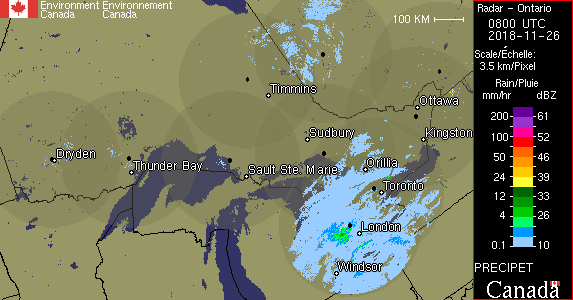 Environment Environnement
Canada Canada
100 KM
Timmins
Ottawa
Sudbury
Kingston
Dryden
Thunder Bay
Sault Ste. Marie
Orillia
Toronto
London
Windsor
Radar - Ontario
0800 UTC
2018-11-26
Scale/Échelle:
3.5 km/Pixel
Rain/Pluie
mm/hr dBZ
200 61
100 56
100 52
50 46
24 39
12 33
4 26
0.1 10
PRECIPET
Canada